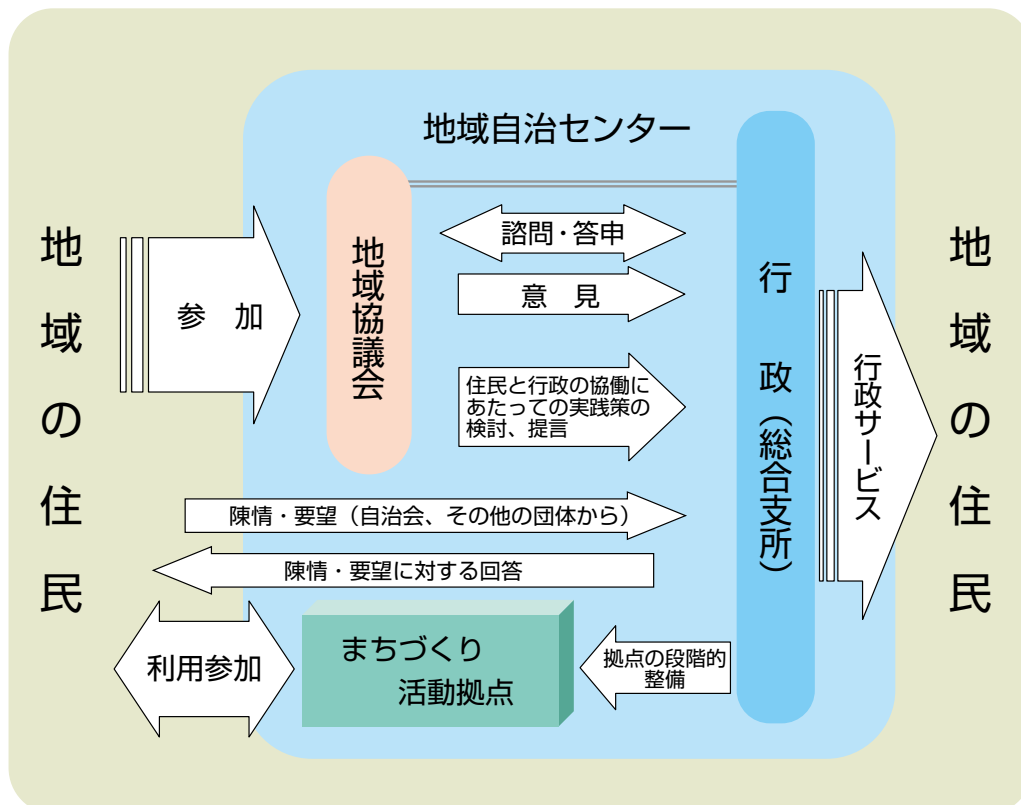 地域自治センター
地域の住民
参　加
地域協議会
諮問・答申
意　見
住民と行政の協働に
あたっての実践策の
検討、提言
行　政（総合支所）
行政サービス
地域の住民
陳情・要望（自治会、その他の団体から）
陳情・要望に対する回答
利用参加
まちづくり
活動拠点
拠点の段階的
整備